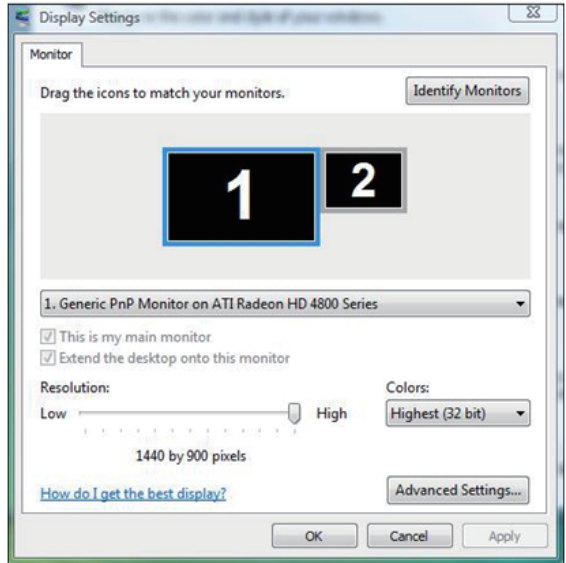 Display Settings
Monitor
Drag the icons to match your monitors.
Identify Monitors
1
2
1. Generic PnP Monitor on ATI Radeon HD 4800 Series
This is my main monitor
Extend the desktop onto this monitor
Resolution:
Colors:
Low
High
Highest (32 bit)
1440 by 900 pixels
How do I get the best display?
Advanced Settings...
OK
Cancel
Apply